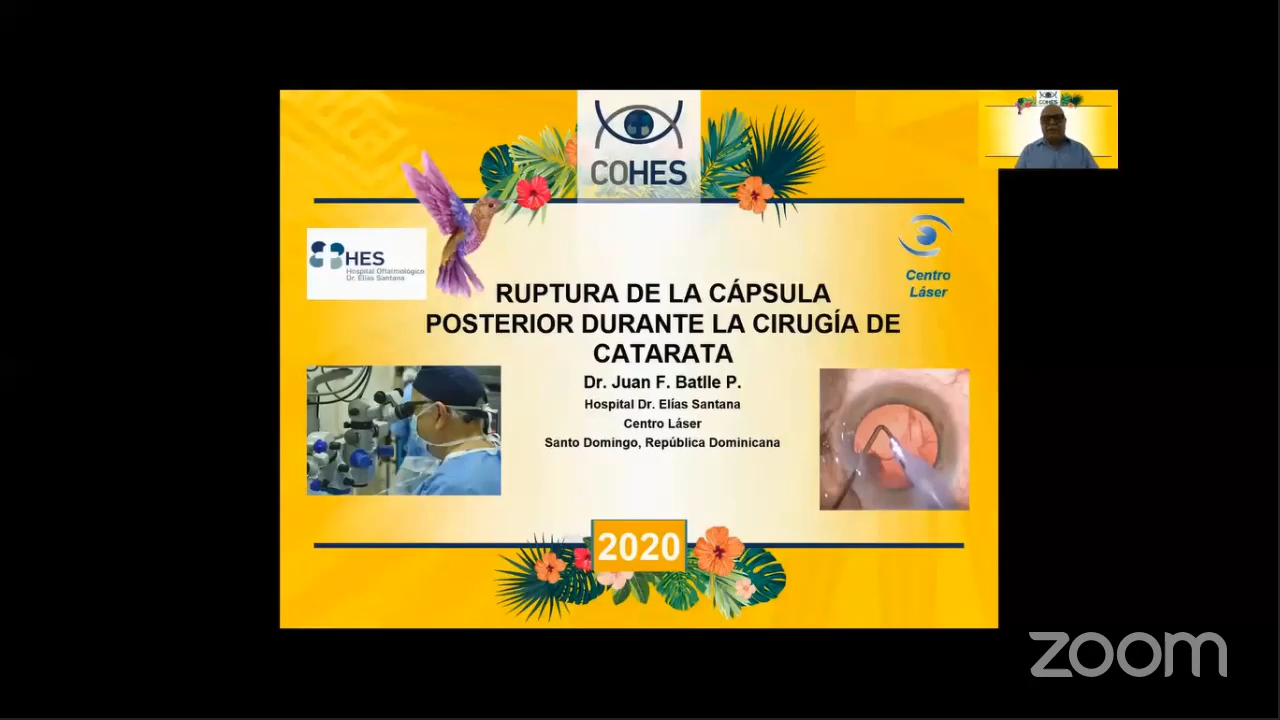 COHES
COHES
HES
Hospital Oftalmológico
Dr. Elías Santana
Centro
Láser
RUPTURA DE LA CÁPSULA
POSTERIOR DURANTE LA CIRUGÍA DE
CATARATA
Dr. Juan F. Batlle P.
Hospital Dr. Elías Santana
Centro Láser
Santo Domingo, República Dominicana
2020
zoom